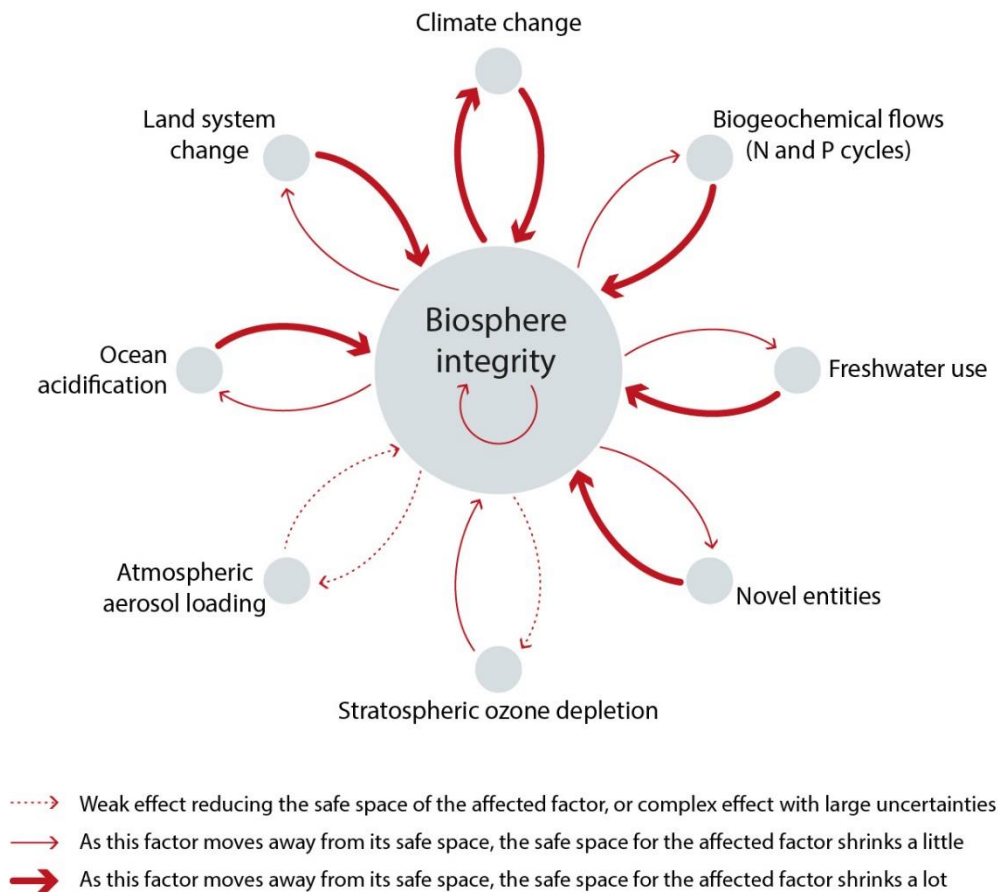 Climate change
Land system
change
Biogeochemical flows
(N and P cycles)
Biosphere
integrity
Ocean
acidification
Freshwater use
Atmospheric
aerosol loading
Novel entities
Stratospheric ozone depletion
Weak effect reducing the safe space of the affected factor, or complex effect with large uncertainties
As this factor moves away from its safe space, the safe space for the affected factor shrinks a little
As this factor moves away from its safe space, the safe space for the affected factor shrinks a lot